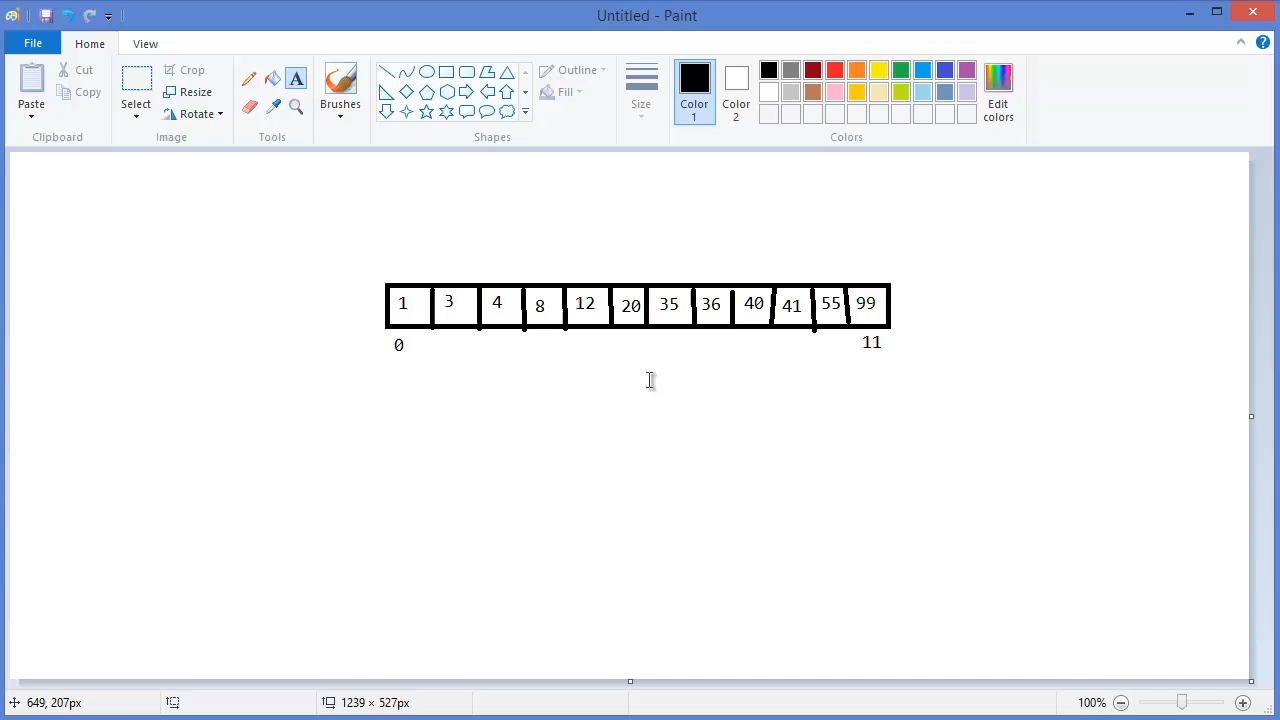 Untitled - Paint
File Home View
Paste
Cut
Copy
Clipboard
Select
Crop
Resize
Rotate
Image
A
Tools
Brushes
Shapes
Outline
Fill
Size
Color 1
Color 2
Edit colors
Colors
1 3 4 8 12 20 35 36 40 41 55 99
0 11
649, 207px 1239 × 527px 100%